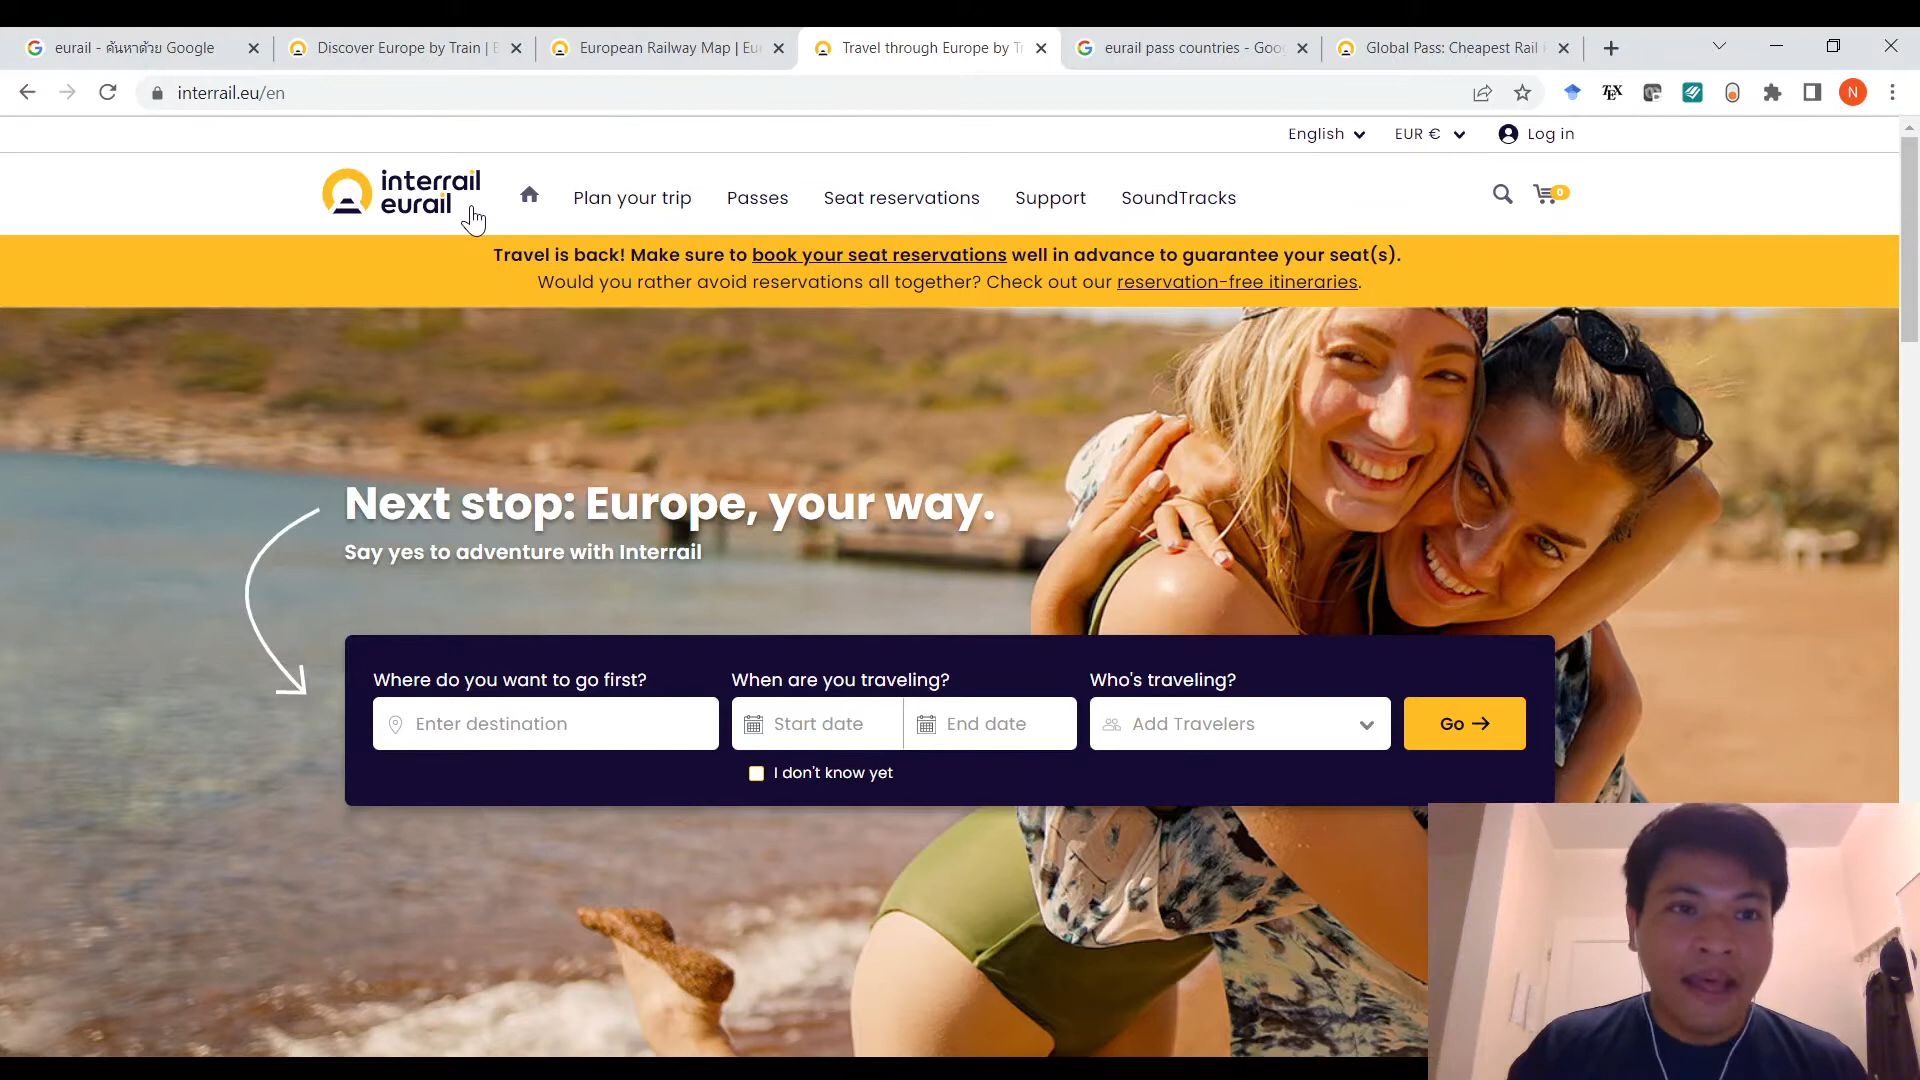 eurail - ค้นหาด้วย Google
Discover Europe by Train |
European Railway Map | Eu
Travel through Europe by T
eurail pass countries - Goo
Global Pass: Cheapest Rail
interrail.eu/en
TEX
N
English
EUR €
Log in
interrail
eurail
Plan your trip
Passes
Seat reservations
Support
SoundTracks
0
Travel is back! Make sure to book your seat reservations well in advance to guarantee your seat(s).
Would you rather avoid reservations all together? Check out our reservation-free itineraries.
Next stop: Europe, your way.
Say yes to adventure with Interrail
Where do you want to go first?
When are you traveling?
Who's traveling?
Enter destination
Start date
End date
Add Travelers
Go
I don't know yet